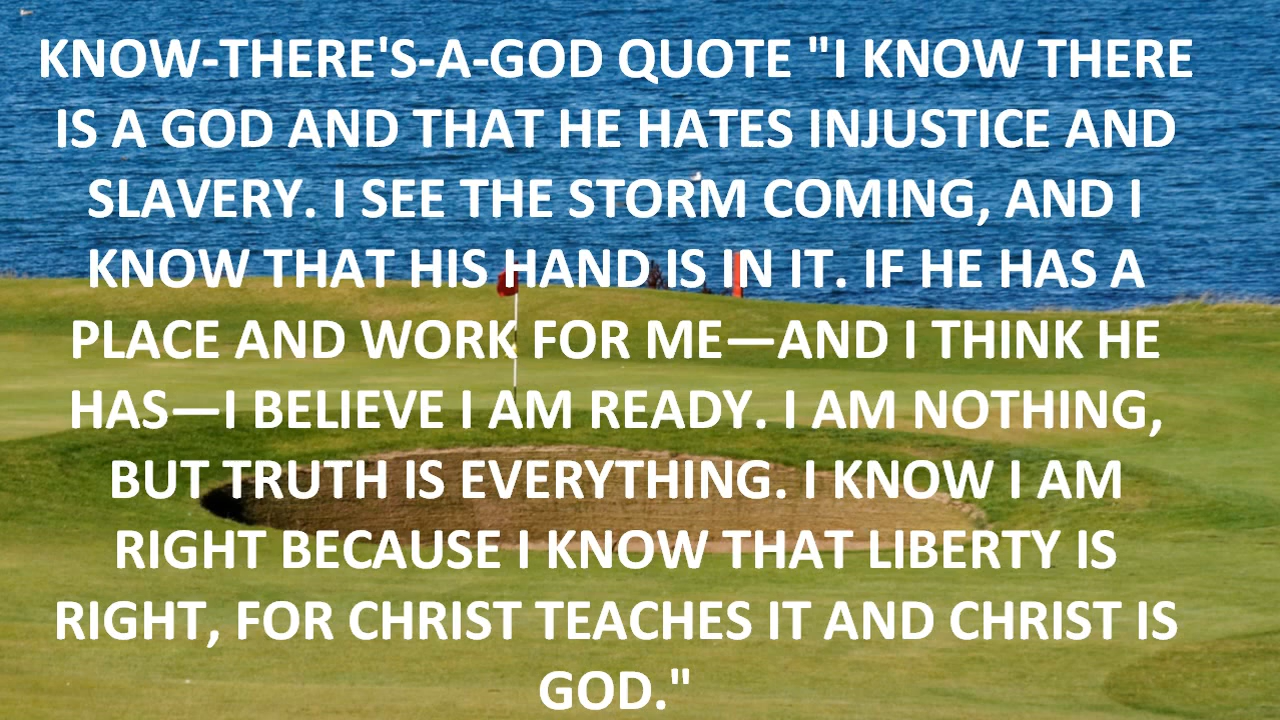 KNOW-THERE'S-A-GOD QUOTE "I KNOW THERE
IS A GOD AND THAT HE HATES INJUSTICE AND
SLAVERY. I SEE THE STORM COMING, AND I
KNOW THAT HIS HAND IS IN IT. IF HE HAS A
PLACE AND WORK FOR ME—AND I THINK HE
HAS—I BELIEVE I AM READY. I AM NOTHING,
BUT TRUTH IS EVERYTHING. I KNOW I AM
RIGHT BECAUSE I KNOW THAT LIBERTY IS
RIGHT, FOR CHRIST TEACHES IT AND CHRIST IS
GOD."